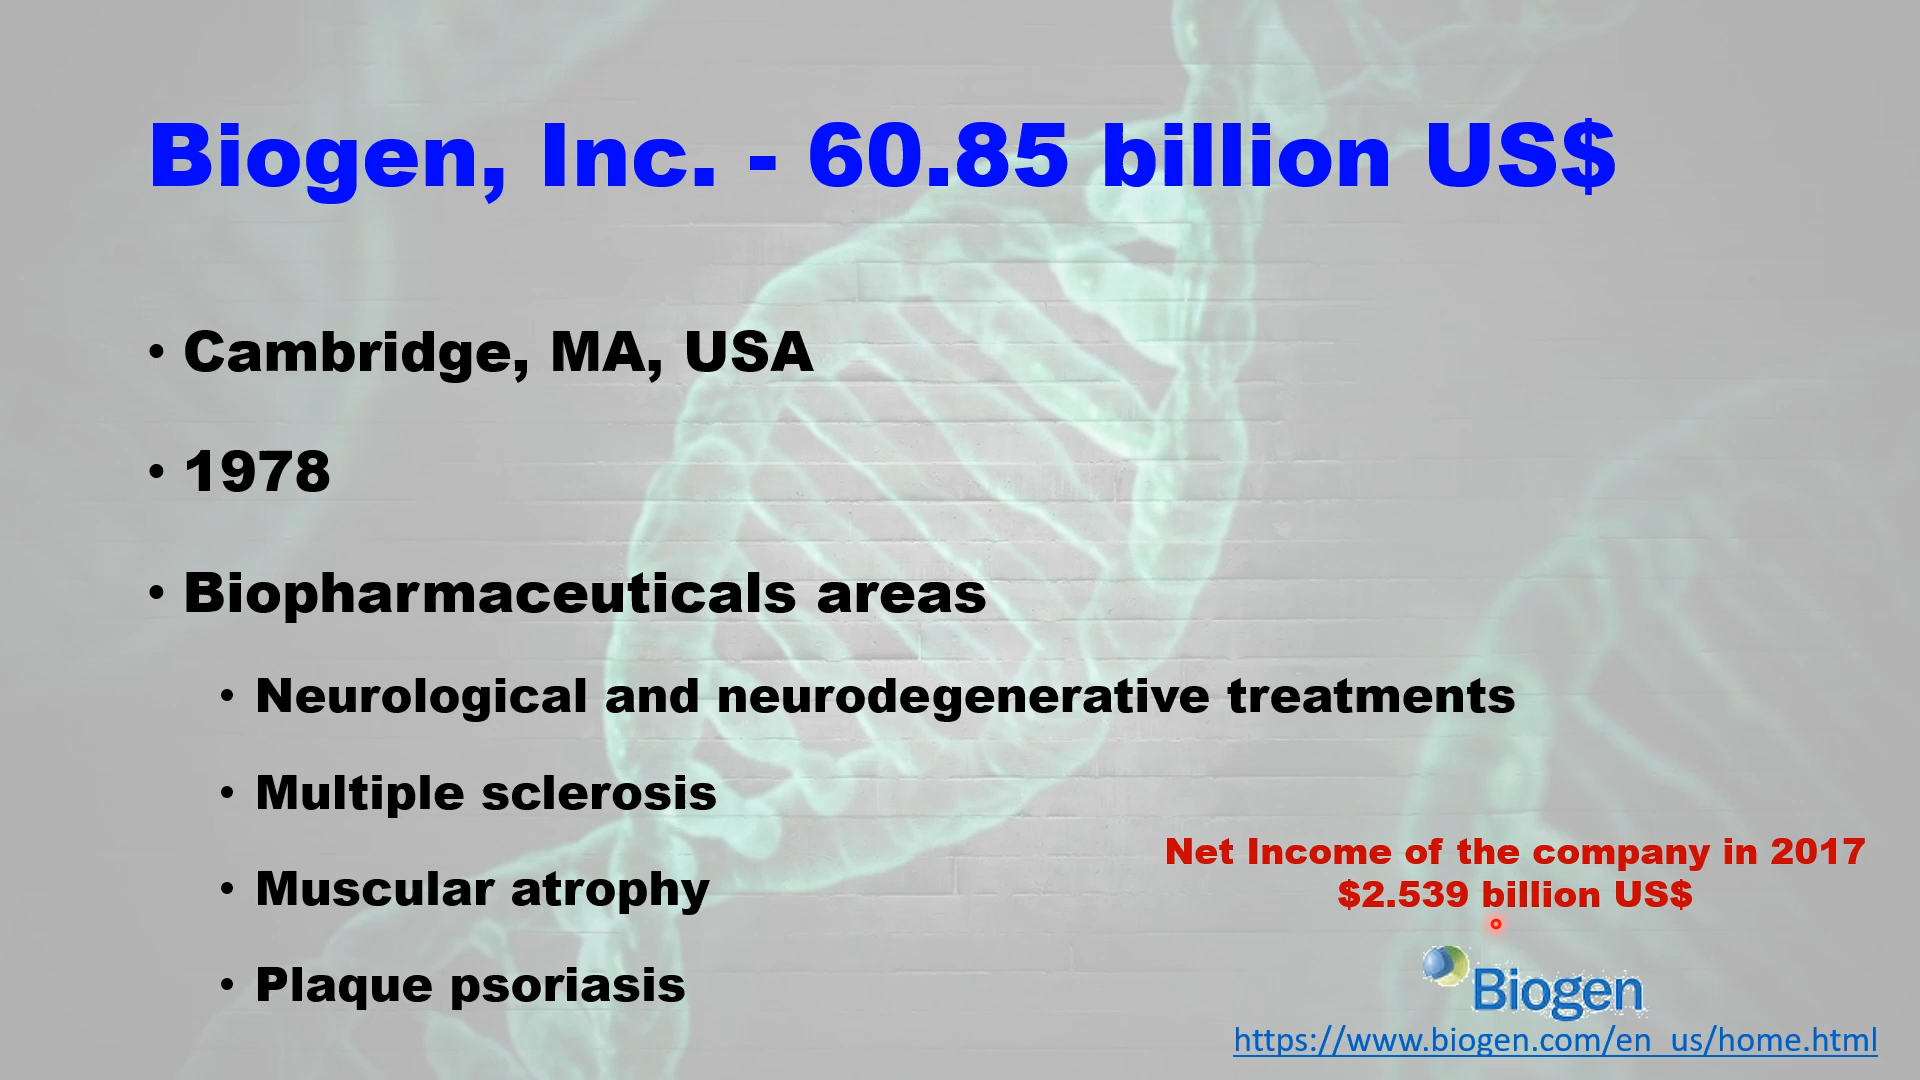 Biogen, Inc. - 60.85 billion US$
• Cambridge, MA, USA
• 1978
• Biopharmaceuticals areas
• Neurological and neurodegenerative treatments
• Multiple sclerosis
• Muscular atrophy
• Plaque psoriasis
Net Income of the company in 2017
$2.539 billion US$
Biogen
https://www.biogen.com/en_us/home.html